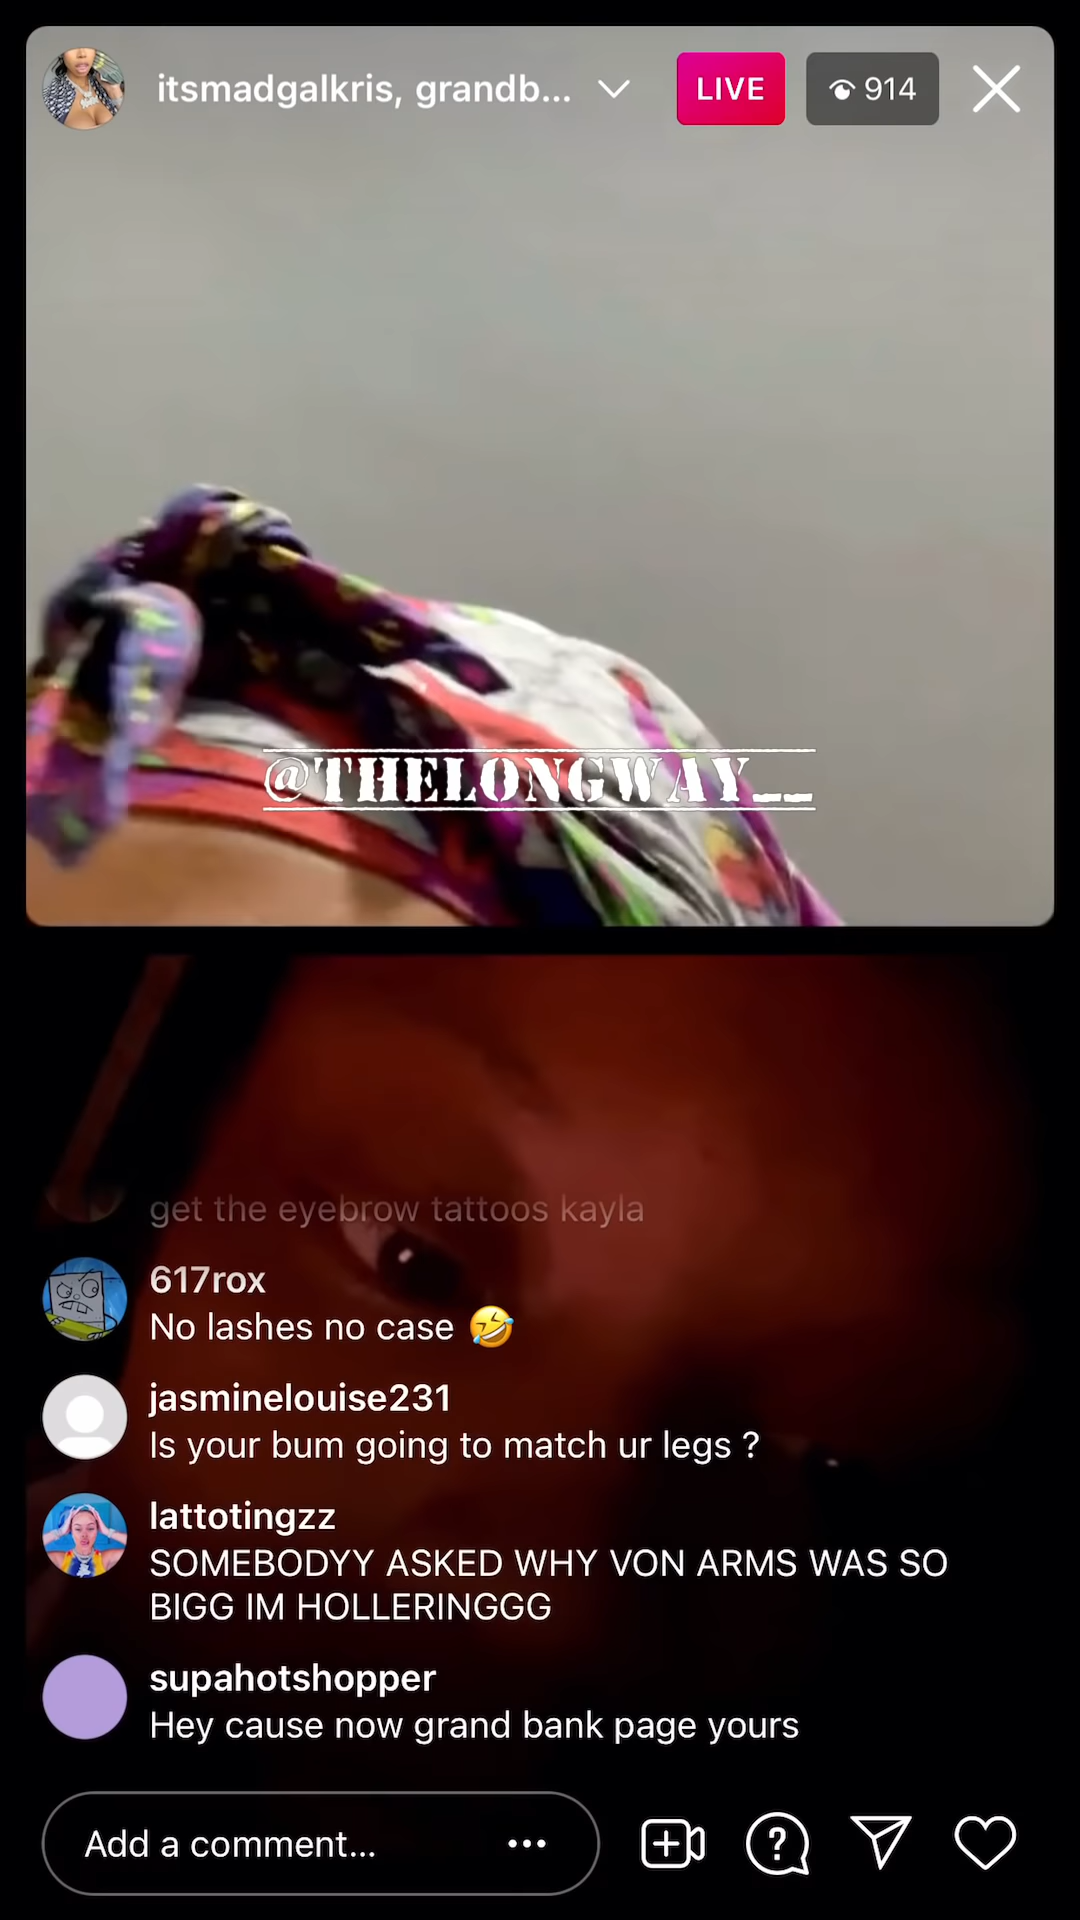 itsmadgalkris, grandb...
LIVE
914
@THELONGWAY__
get the eyebrow tattoos kayla
617rox
No lashes no case 🤣
jasminelouise231
Is your bum going to match ur legs ?
lattotingzz
SOMEBODYY ASKED WHY VON ARMS WAS SO
BIGG IM HOLLERINGGG
supahotshopper
Hey cause now grand bank page yours
Add a comment...